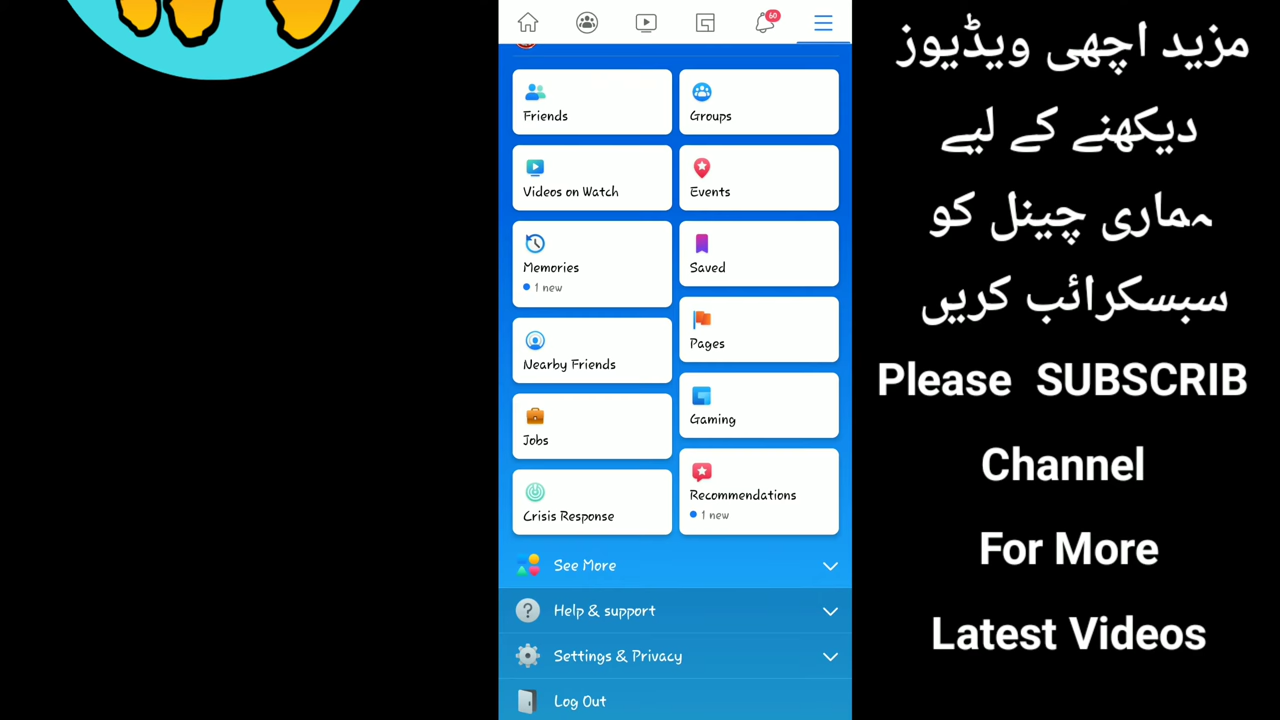 60
Friends
Groups
Videos on Watch
Events
Memories
1 new
Saved
Nearby Friends
Pages
Jobs
Gaming
Crisis Response
Recommendations
1 new
See More
Help & support
Settings & Privacy
Log Out
مزید اچھی ویڈیوز
دیکھنے کے لیے
ہماری چینل کو
سبسکرائب کریں
Please SUBSCRIB
Channel
For More
Latest Videos